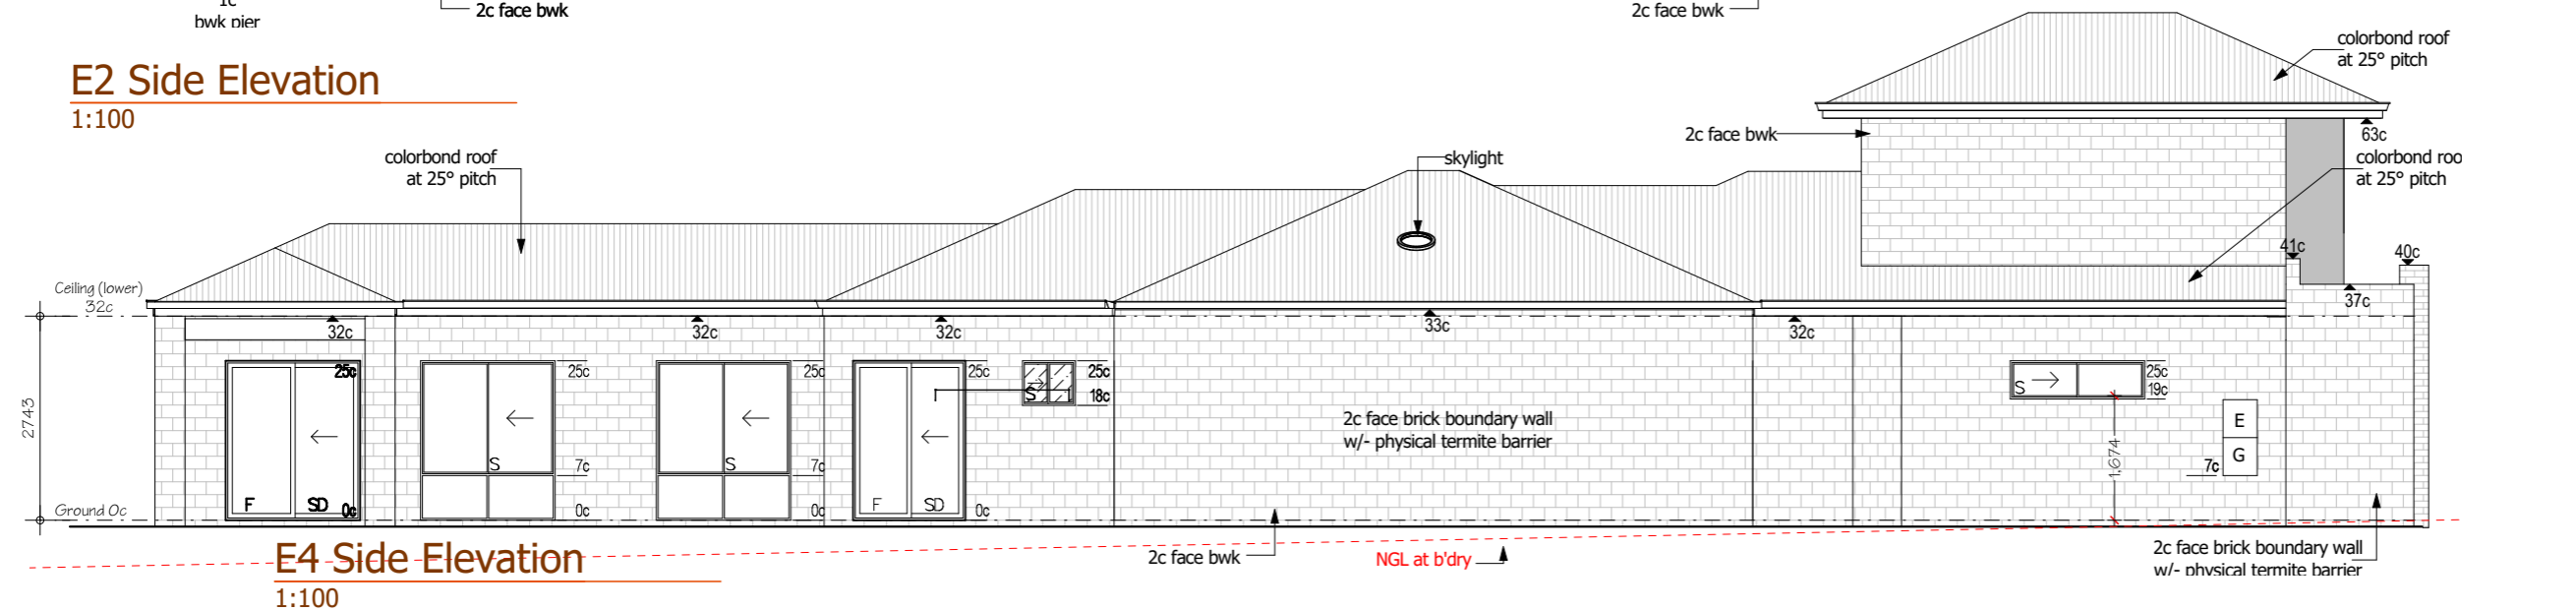 1c
bwk pier
2c face bwk
2c face bwk
E2 Side Elevation
1:100
colorbond roof
at 25° pitch
2c face bwk
63c
colorbond roo
at 25° pitch
colorbond roof
at 25° pitch
skylight
41c
40c
37c
Ceiling (lower)
32c
32c
32c
32c
33c
32c
25c
25c
25c
25c
25c
18c
25c
19c
S
S
S
S
2743
2c face brick boundary wall
w/- physical termite barrier
E
G
7c
7c
7c
1,674
F
SD
0c
0c
0c
F
SD
0c
Ground 0c
E4 Side Elevation
1:100
2c face bwk
NGL at b'dry
2c face brick boundary wall
w/- physical termite barrier